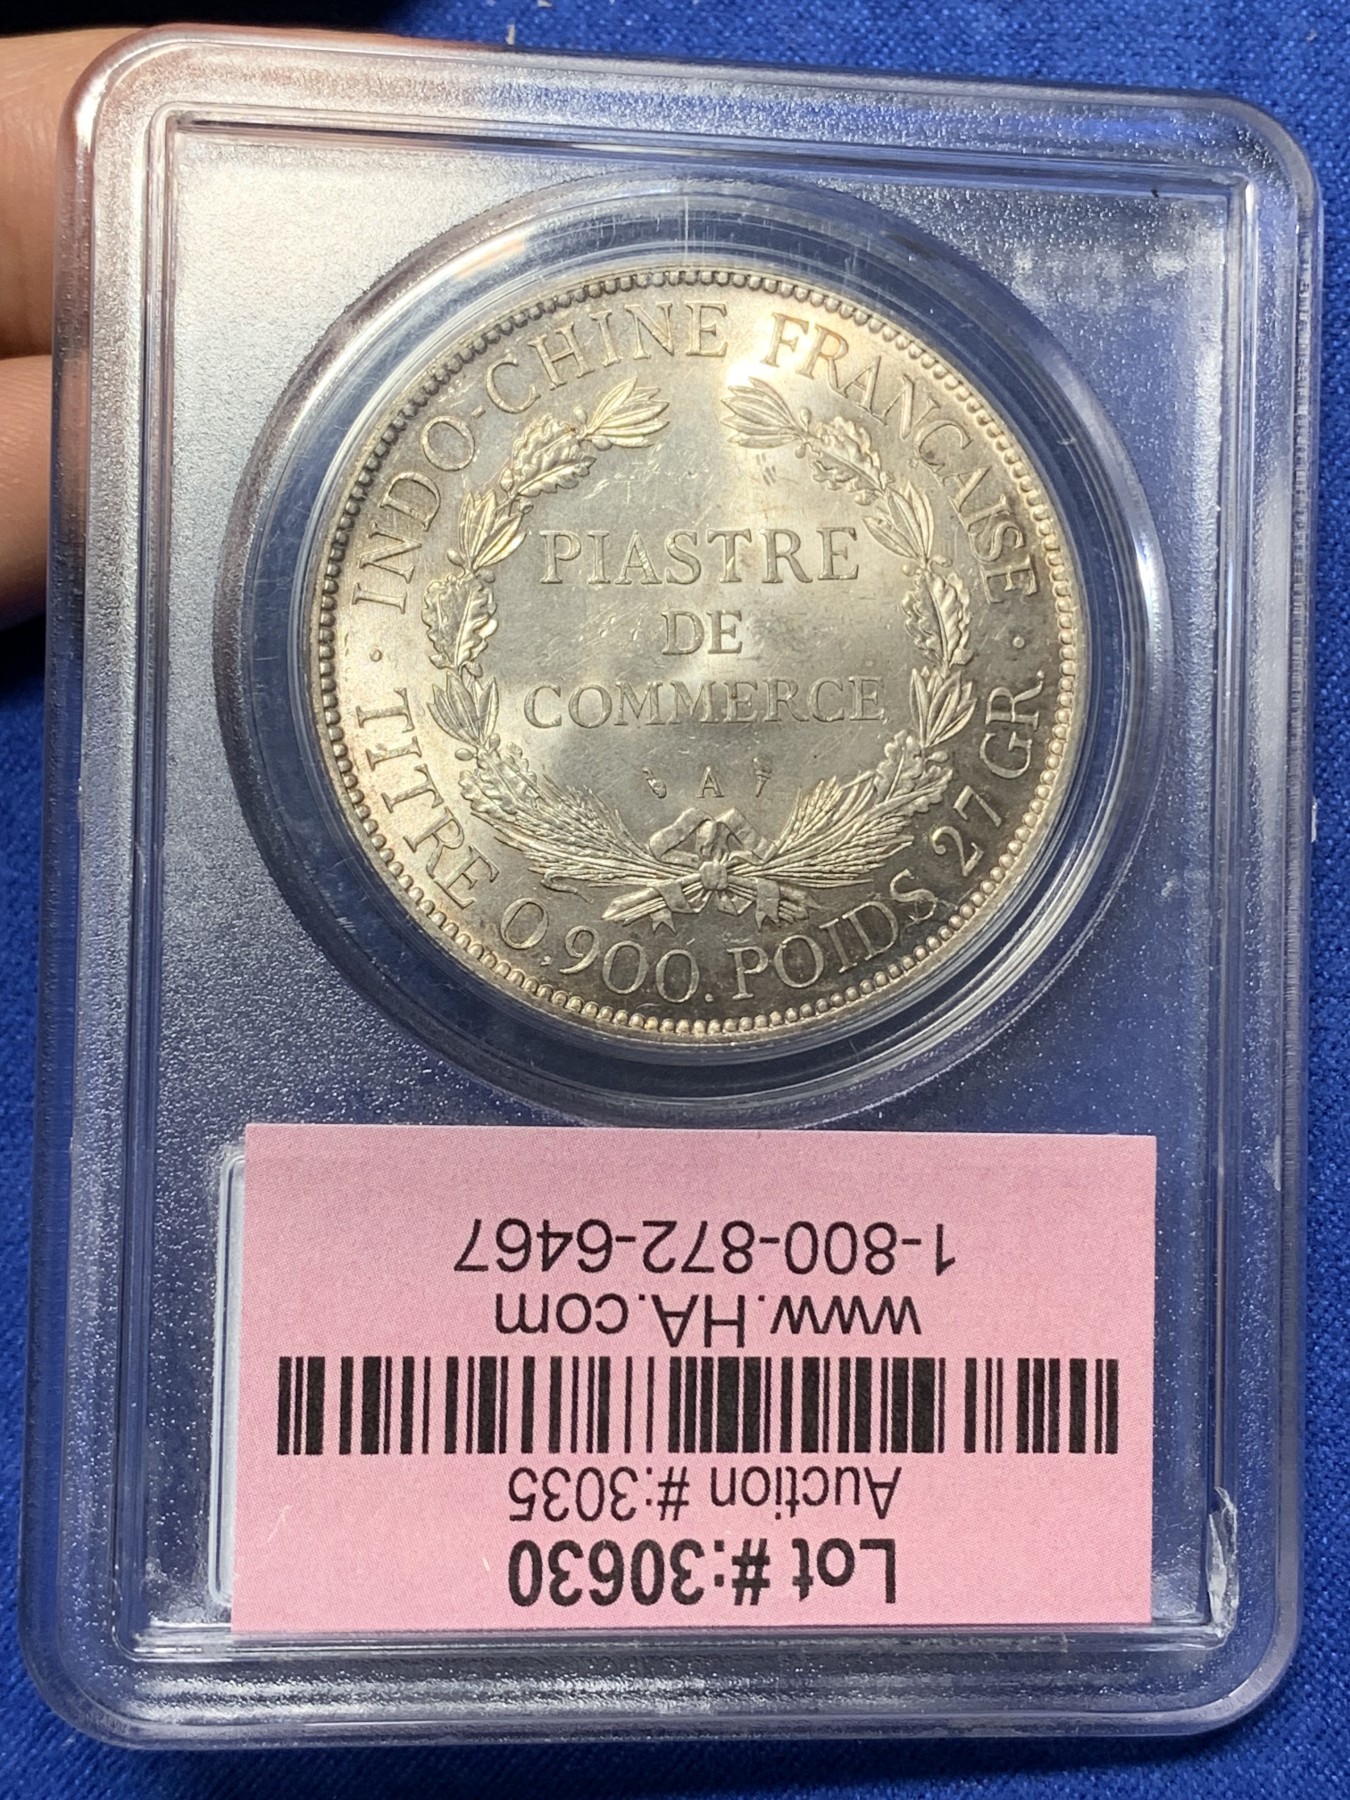 INDO-CHINE FRANÇAISE
· TITRE 0,900. POIDS 27 GR. ·
PIASTRE
DE
COMMERCE
A
Lot #:30630
Auction #:3035
www.HA.com
1-800-872-6467